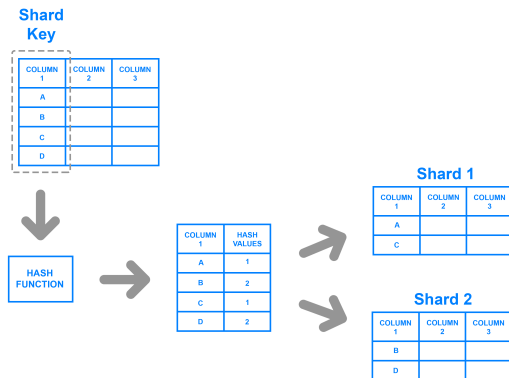 Shard
Key
COLUMN 1 COLUMN 2 COLUMN 3
A
B
C
D
HASH
FUNCTION
COLUMN 1 HASH VALUES
A 1
B 2
C 1
D 2
Shard 1
COLUMN 1 COLUMN 2 COLUMN 3
A
C
Shard 2
COLUMN 1 COLUMN 2 COLUMN 3
B
D